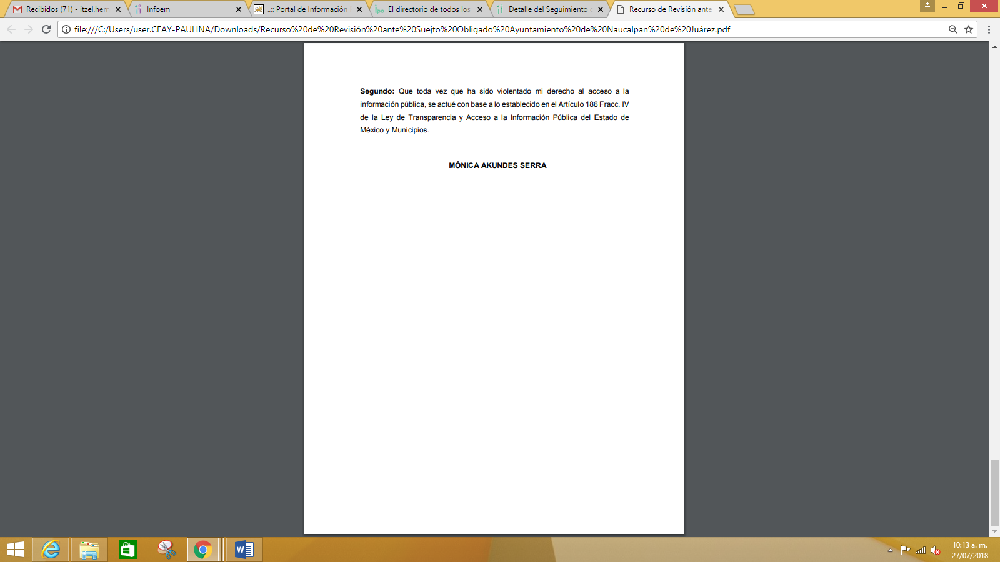 Recibidos (71) - itzel.hern
Infoem
..:: Portal de Información
El directorio de todos los
Detalle del Seguimiento
Recurso de Revisión ante
file:///C:/Users/user.CEAY-PAULINA/Downloads/Recurso%20de%20Revisión%20ante%20Suejto%20Obligado%20Ayuntamiento%20de%20Naucalpan%20de%20Juárez.pdf
Segundo: Que toda vez que ha sido violentado mi derecho al acceso a la
información pública, se actué con base a lo establecido en el Artículo 186 Fracc. IV
de la Ley de Transparencia y Acceso a la Información Pública del Estado de
México y Municipios.
MÓNICA AKUNDES SERRA
10:13 a. m.
27/07/2018